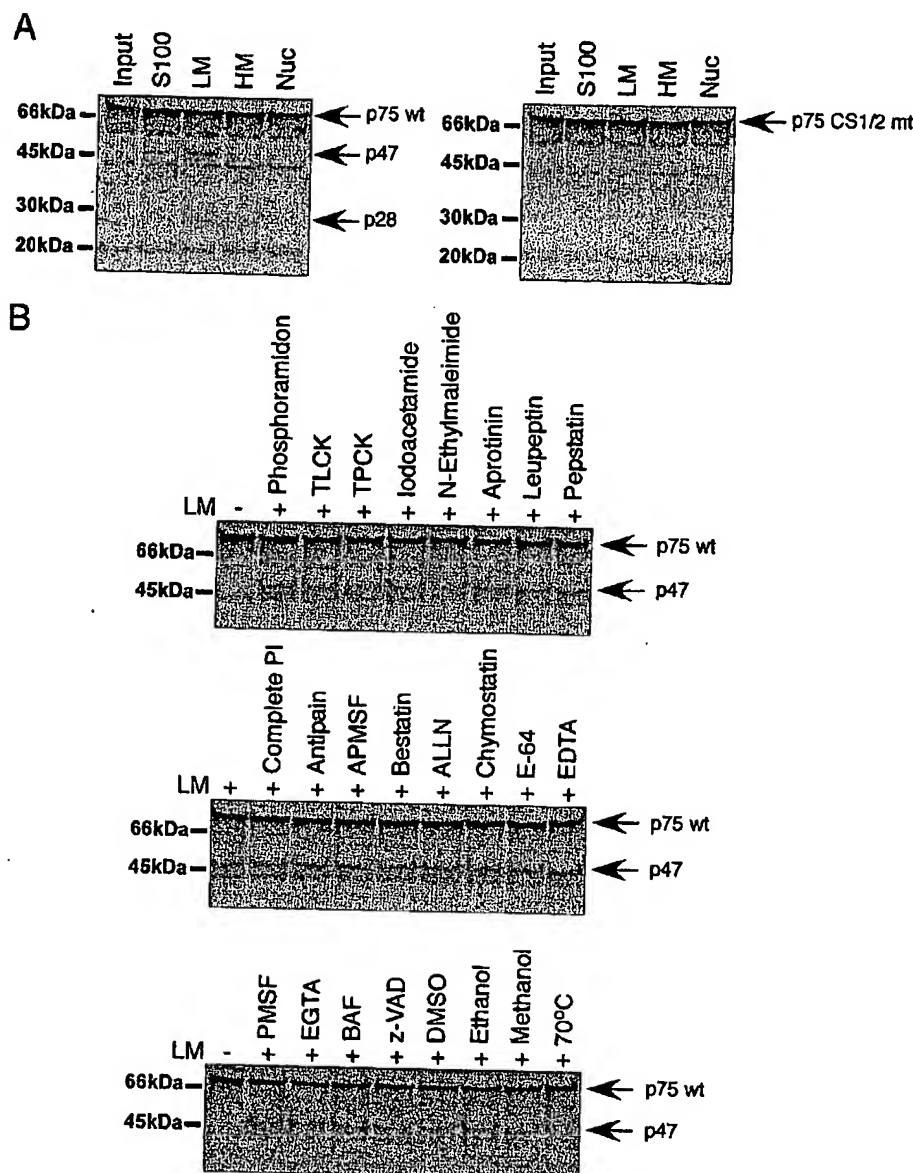 A
Input S100 LM HM Nuc
66kDa p75 wt
45kDa p47
30kDa p28
20kDa
Input S100 LM HM Nuc
66kDa p75 CS1/2 mt
45kDa
30kDa
20kDa
B
Phosphoramidon TLCK TPCK Iodoacetamide N-Ethylmaleimide Aprotinin Leupeptin Pepstatin
LM - + + + + + + + +
66kDa p75 wt
45kDa p47
Complete PI Antipain APMSF Bestatin ALLN Chymostatin E-64 EDTA
LM + + + + + + + + +
66kDa p75 wt
45kDa p47
PMSF EGTA BAF z-VAD DMSO Ethanol Methanol 70ºC
LM - + + + + + + + +
66kDa p75 wt
45kDa p47